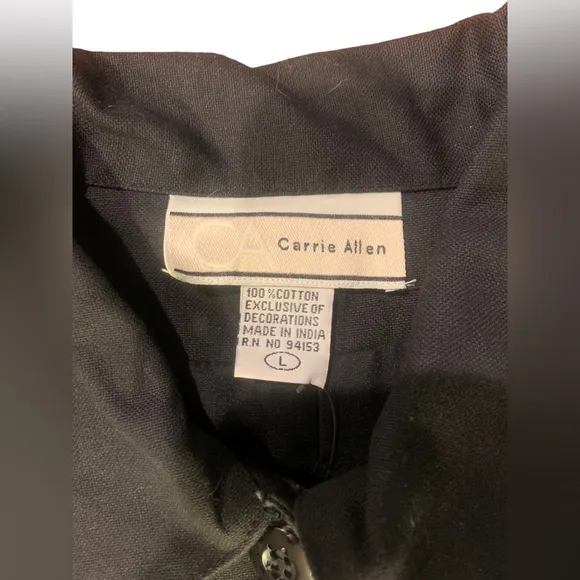 CA Carrie Allen
100 %COTTON
EXCLUSIVE OF
DECORATIONS
MADE IN INDIA
R.N. NO 94153
L